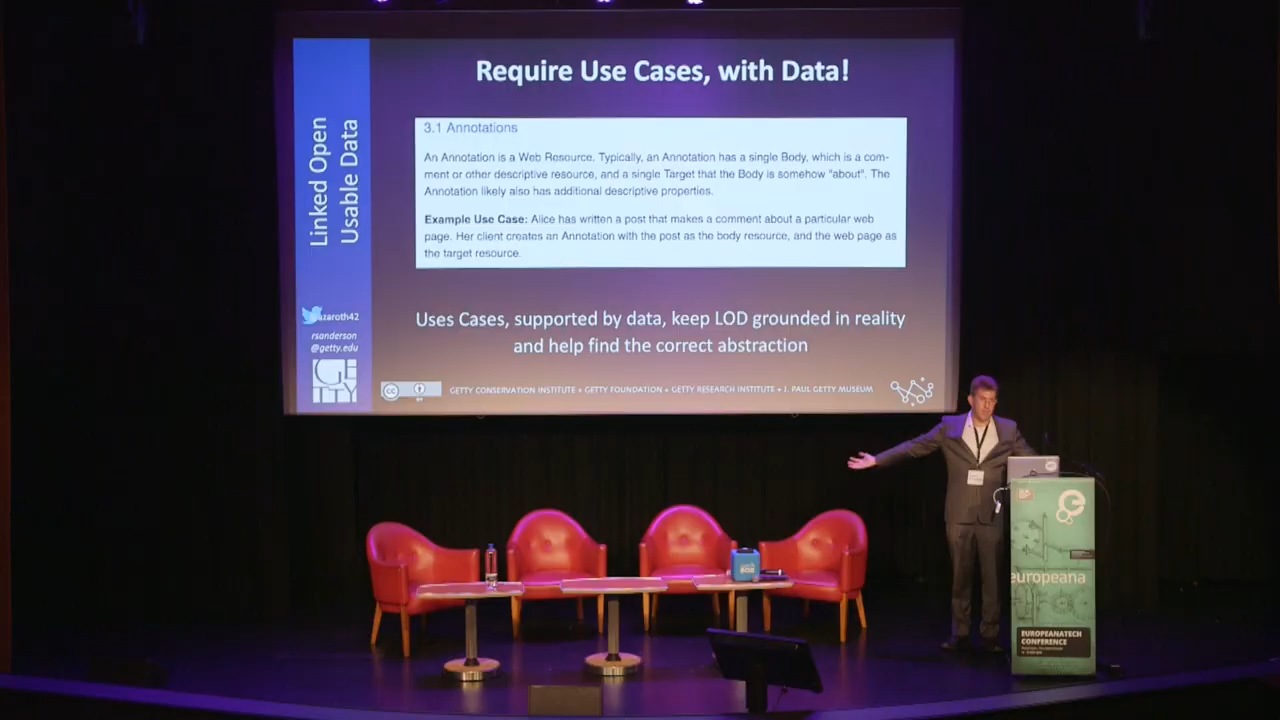 Require Use Cases, with Data!
Linked Open
Usable Data
3.1 Annotations
An Annotation is a Web Resource. Typically, an Annotation has a single Body, which is a com-
ment or other descriptive resource, and a single Target that the Body is somehow "about". The
Annotation likely also has additional descriptive properties.
Example Use Case: Alice has written a post that makes a comment about a particular web
page. Her client creates an Annotation with the post as the body resource, and the web page as
the target resource.
Uses Cases, supported by data, keep LOD grounded in reality
and help find the correct abstraction
azaroth42
rsanderson
@getty.edu
GE
TTY
cc
BY
GETTY CONSERVATION INSTITUTE + GETTY FOUNDATION + GETTY RESEARCH INSTITUTE + J. PAUL GETTY MUSEUM
europeana
EUROPEANATECH
CONFERENCE